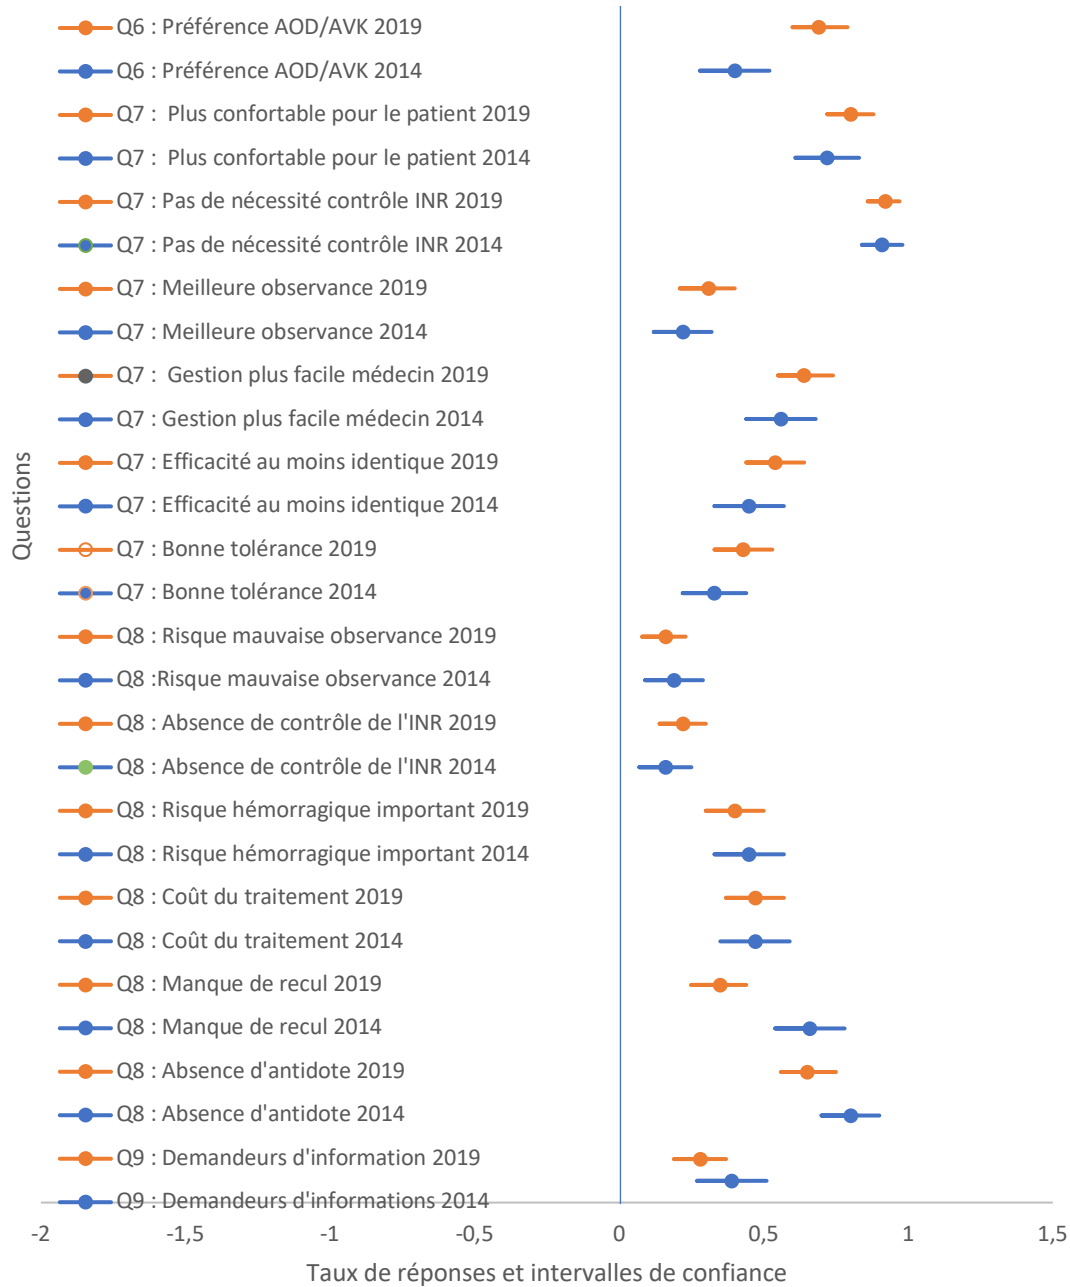 Q6 : Préférence AOD/AVK 2019
Q6 : Préférence AOD/AVK 2014
Q7 :  Plus confortable pour le patient 2019
Q7 :  Plus confortable pour le patient 2014
Q7 : Pas de nécessité contrôle INR 2019
Q7 : Pas de nécessité contrôle INR 2014
Q7 : Meilleure observance 2019
Q7 : Meilleure observance 2014
Q7 :  Gestion plus facile médecin 2019
Q7 : Gestion plus facile médecin 2014
Q7 : Efficacité au moins identique 2019
Q7 : Efficacité au moins identique 2014
Q7 : Bonne tolérance 2019
Q7 : Bonne tolérance 2014
Q8 : Risque mauvaise observance 2019
Q8 :Risque mauvaise observance 2014
Q8 : Absence de contrôle de l'INR 2019
Q8 : Absence de contrôle de l'INR 2014
Q8 : Risque hémorragique important 2019
Q8 : Risque hémorragique important 2014
Q8 : Coût du traitement 2019
Q8 : Coût du traitement 2014
Q8 : Manque de recul 2019
Q8 : Manque de recul 2014
Q8 : Absence d'antidote 2019
Q8 : Absence d'antidote 2014
Q9 : Demandeurs d'information 2019
Q9 : Demandeurs d'informations 2014
Questions
-2 -1,5 -1 -0,5 0 0,5 1 1,5
Taux de réponses et intervalles de confiance